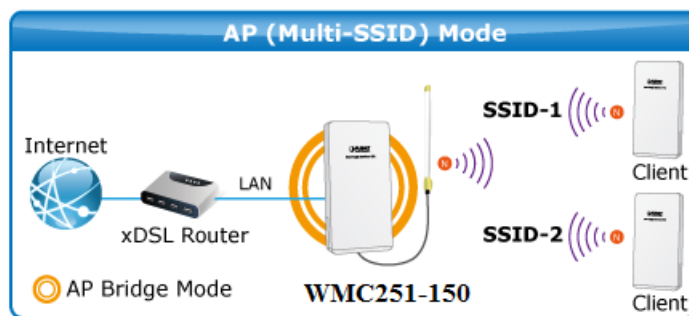 AP (Multi-SSID) Mode
Internet
xDSL Router
LAN
AP Bridge Mode
WMC251-150
N
SSID-1
N
Client
SSID-2
N
Client